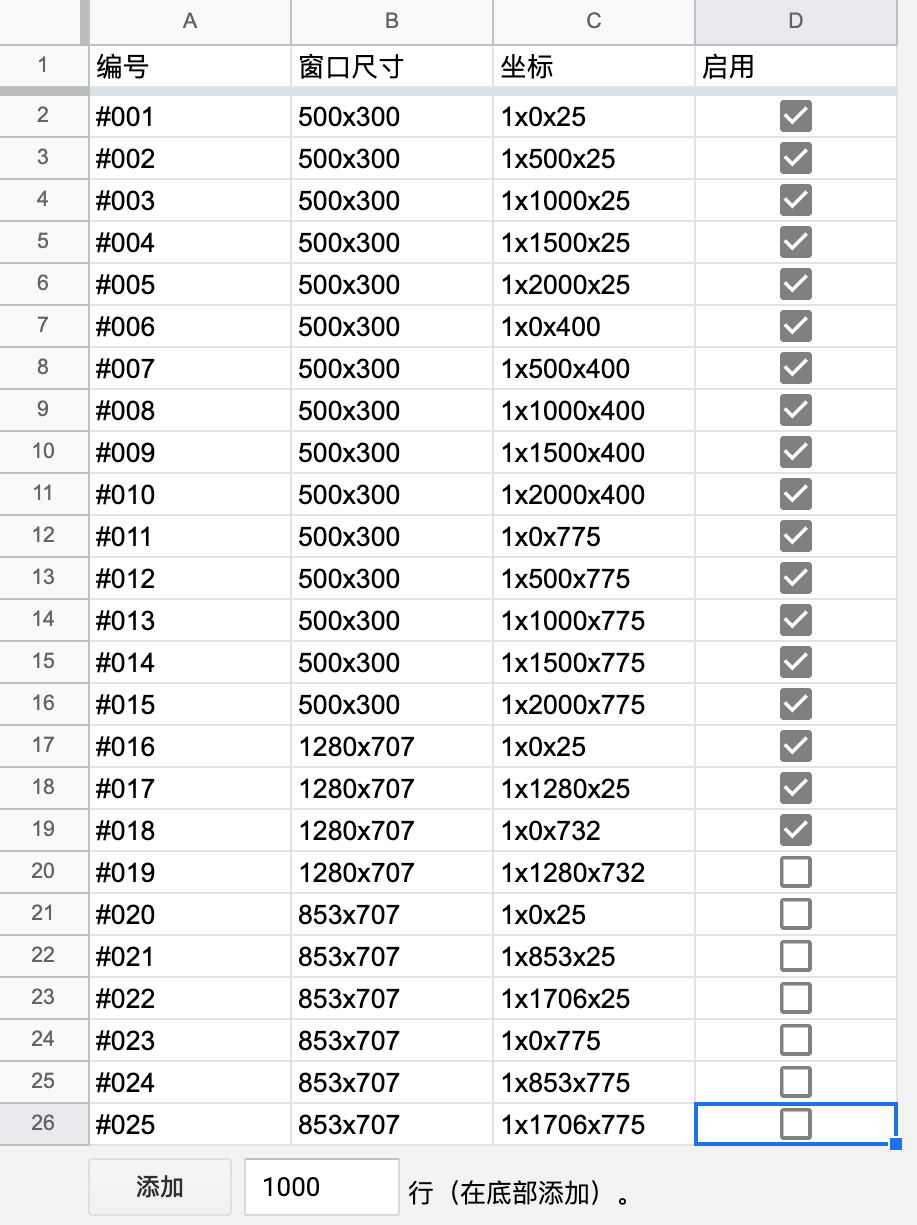 A B C D
1 编号 窗口尺寸 坐标 启用
2 #001 500x300 1x0x25
3 #002 500x300 1x500x25
4 #003 500x300 1x1000x25
5 #004 500x300 1x1500x25
6 #005 500x300 1x2000x25
7 #006 500x300 1x0x400
8 #007 500x300 1x500x400
9 #008 500x300 1x1000x400
10 #009 500x300 1x1500x400
11 #010 500x300 1x2000x400
12 #011 500x300 1x0x775
13 #012 500x300 1x500x775
14 #013 500x300 1x1000x775
15 #014 500x300 1x1500x775
16 #015 500x300 1x2000x775
17 #016 1280x707 1x0x25
18 #017 1280x707 1x1280x25
19 #018 1280x707 1x0x732
20 #019 1280x707 1x1280x732
21 #020 853x707 1x0x25
22 #021 853x707 1x853x25
23 #022 853x707 1x1706x25
24 #023 853x707 1x0x775
25 #024 853x707 1x853x775
26 #025 853x707 1x1706x775
添加 1000 行（在底部添加）。